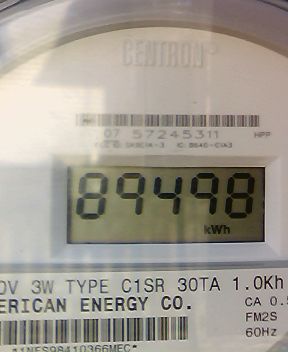 CENTRON
07 57245311 HPP
89498
kWh
0V 3W TYPE C1SR 30TA 1.0Kh
ERICAN ENERGY CO.
CA 0.5
FM2S
60Hz